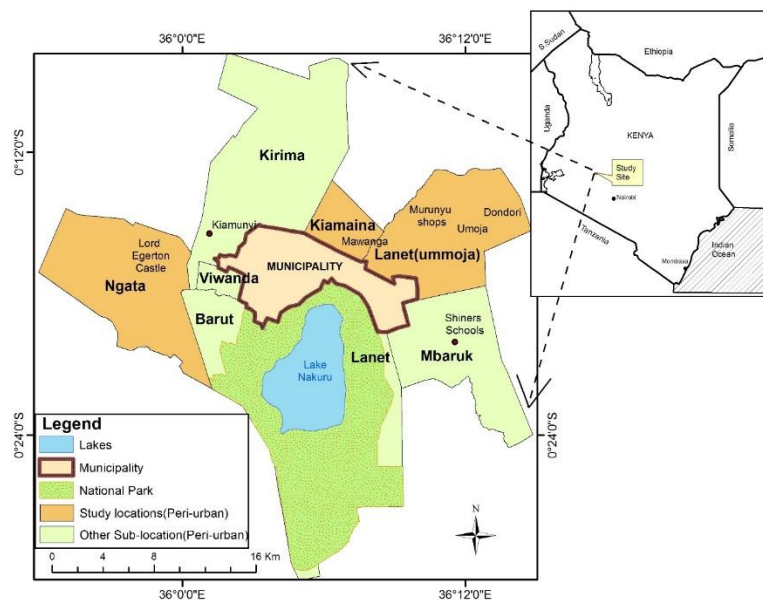 36°0'0"E
36°12'0"E
0°12'0"S
0°24'0"S
Kirima
Kiamunyi
Kiamaina
Mawanga
Murunyu
shops
Dondori
Umoja
Lanet(ummoja)
Lord
Egerton
Castle
Ngata
Viwanda
MUNICIPALITY
Barut
Lanet
Shiners
Schools
Mbaruk
Lake
Nakuru
Legend
Lakes
Municipality
National Park
Study locations(Peri-urban)
Other Sub-location(Peri-urban)
0 4 8 16 Km
N
36°0'0"E
36°12'0"E
0°12'0"S
0°24'0"S
S.Sudan
Ethiopia
Uganda
KENYA
Somalia
Study
Site
Nairobi
Tanzania
Mombasa
Indian
Ocean